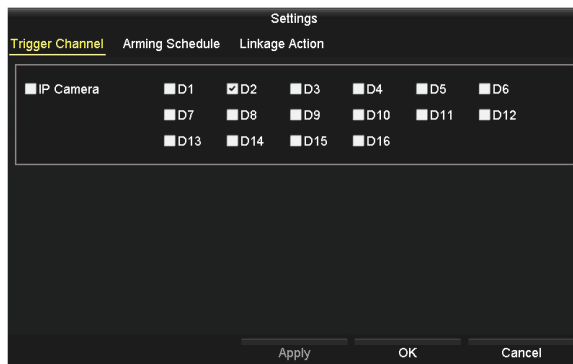 Settings
Trigger Channel Arming Schedule Linkage Action
IP Camera D1 D2 D3 D4 D5 D6
D7 D8 D9 D10 D11 D12
D13 D14 D15 D16
Apply OK Cancel